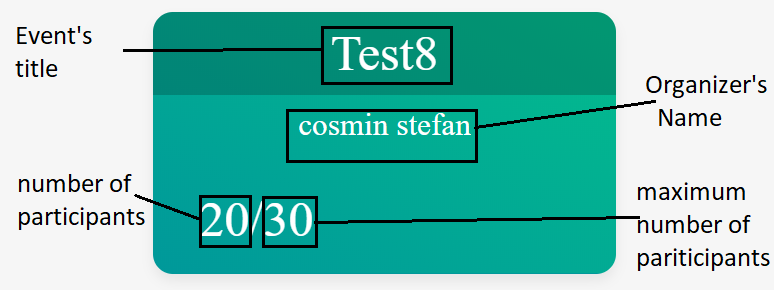 Event's
title
Test8
Organizer's
Name
cosmin stefan
number of
participants
20/30
maximum
number of
pariticipants